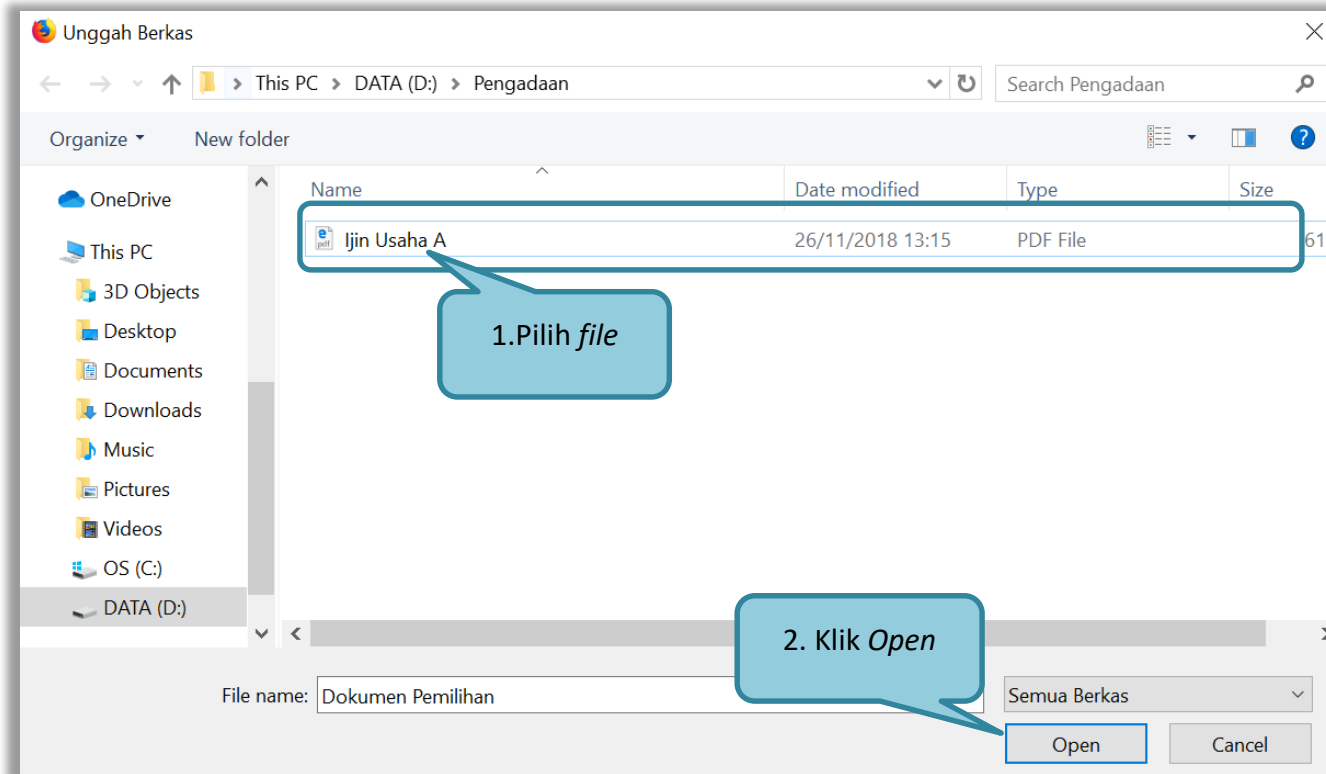 Unggah Berkas
This PC > DATA (D:) > Pengadaan
Search Pengadaan
Organize
New folder
?
Name Date modified Type Size
OneDrive
Ijin Usaha A 26/11/2018 13:15 PDF File 61
This PC
3D Objects
Desktop
Documents
Downloads
Music
Pictures
Videos
OS (C:)
DATA (D:)
1.Pilih file
2. Klik Open
File name: Dokumen Pemilihan
Semua Berkas
Open Cancel